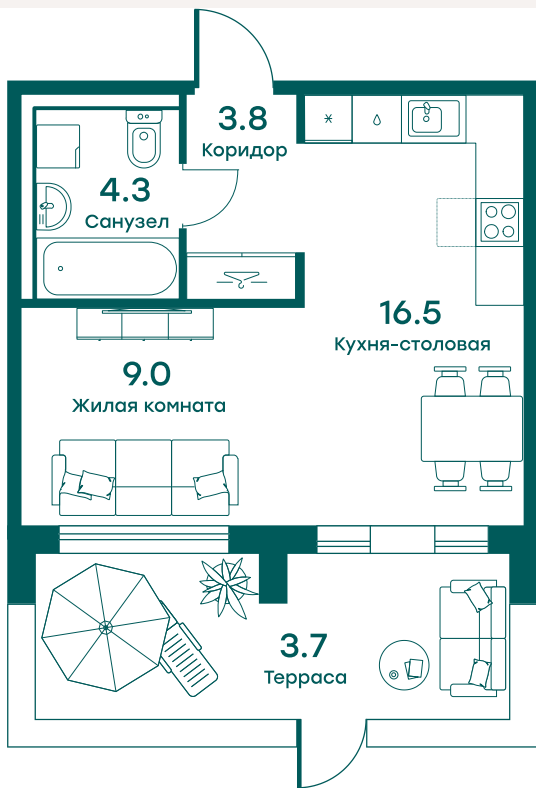 3.8
Коридор
4.3
Санузел
16.5
Кухня-столовая
9.0
Жилая комната
3.7
Терраса